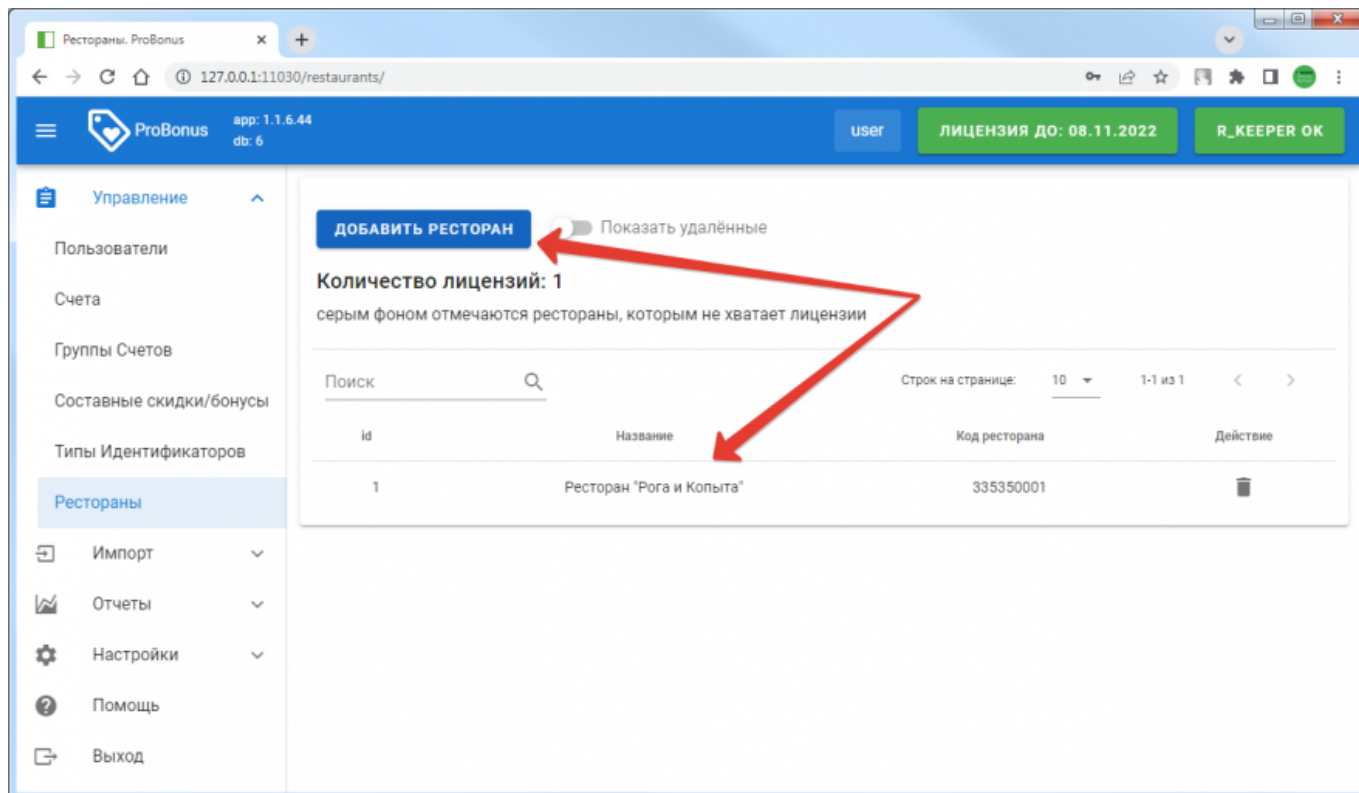 Рестораны. ProBonus
127.0.0.1:11030/restaurants/
ProBonus
app: 1.1.6.44
db: 6
user
ЛИЦЕНЗИЯ ДО: 08.11.2022
R_KEEPER OK
Управление
Пользователи
Счета
Группы Счетов
Составные скидки/бонусы
Типы Идентификаторов
Рестораны
Импорт
Отчеты
Настройки
Помощь
Выход
ДОБАВИТЬ РЕСТОРАН
Показать удалённые
Количество лицензий: 1
серым фоном отмечаются рестораны, которым не хватает лицензии
Поиск
Строк на странице: 10 1-1 из 1
id Название Код ресторана Действие
1 Ресторан "Рога и Копыта" 335350001